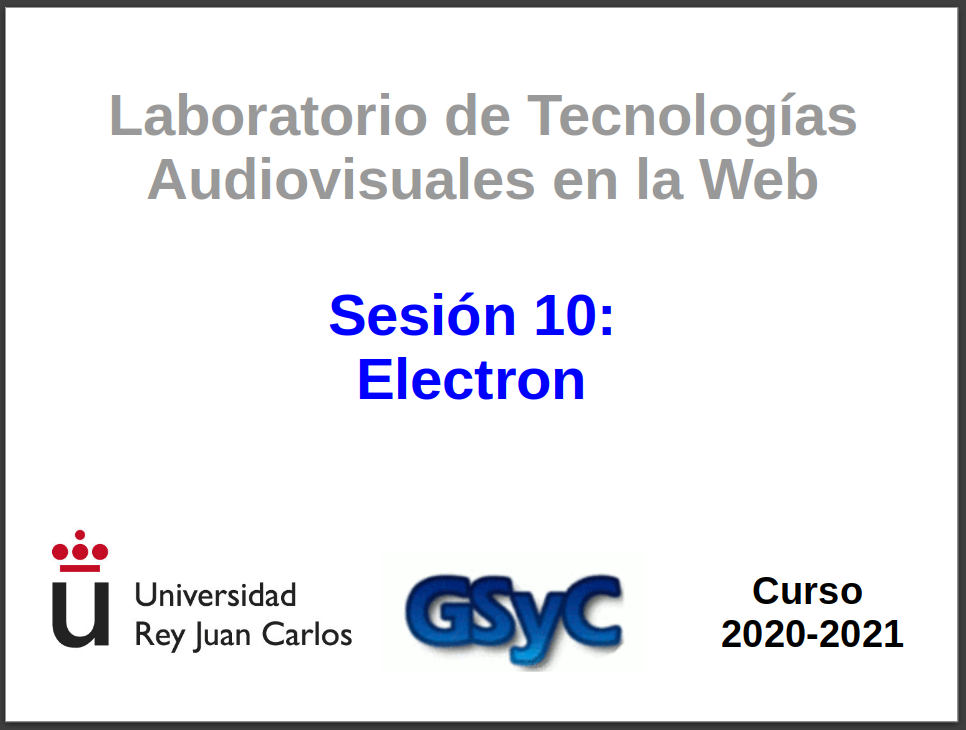 Laboratorio de Tecnologías
Audiovisuales en la Web
Sesión 10:
Electron
Universidad
Rey Juan Carlos
GSyC
Curso
2020-2021